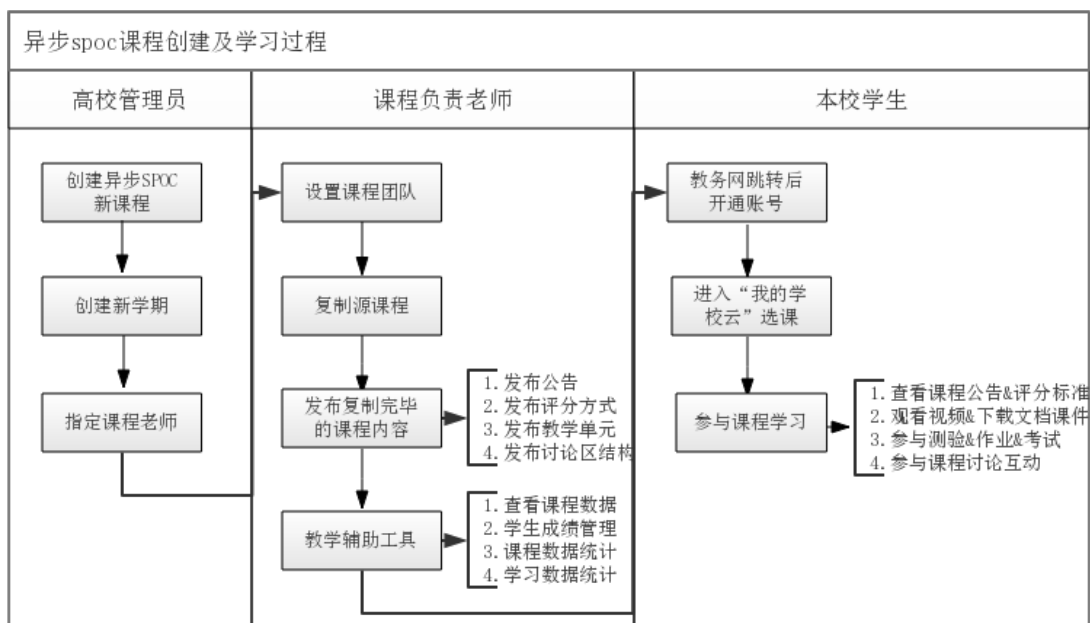 异步spoc课程创建及学习过程
高校管理员
课程负责老师
本校学生
创建异步SPOC
新课程
创建新学期
指定课程老师
设置课程团队
复制源课程
发布复制完毕
的课程内容
1. 发布公告
2. 发布评分方式
3. 发布教学单元
4. 发布讨论区结构
教学辅助工具
1. 查看课程数据
2. 学生成绩管理
3. 课程数据统计
4. 学习数据统计
教务网跳转后
开通账号
进入“我的学
校云”选课
参与课程学习
1. 查看课程公告&评分标准
2. 观看视频&下载文档课件
3. 参与测验&作业&考试
4. 参与课程讨论互动